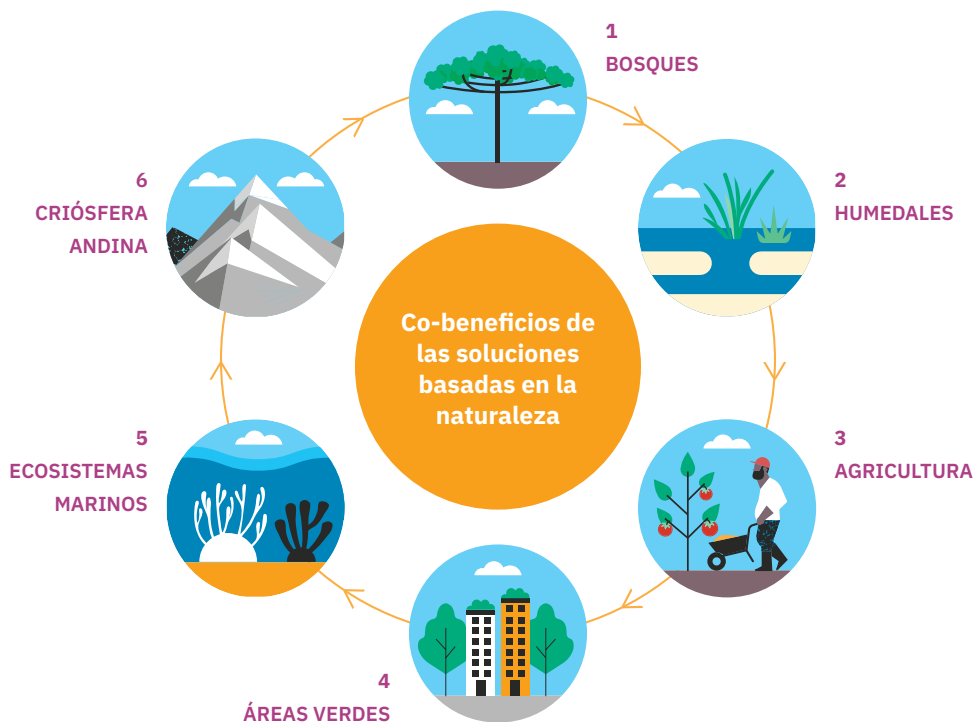 1
BOSQUES
2
HUMEDALES
3
AGRICULTURA
4
ÁREAS VERDES
5
ECOSISTEMAS
MARINOS
6
CRIÓSFERA
ANDINA
Co-beneficios de
las soluciones
basadas en la
naturaleza